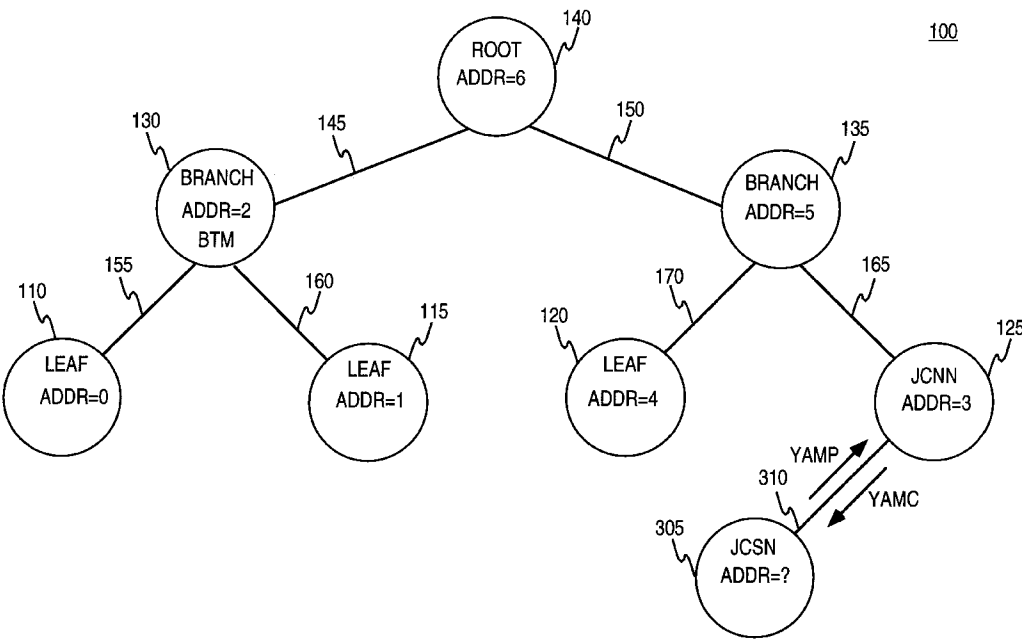 140
100
ROOT
ADDR=6
130
145
150
135
BRANCH
ADDR=2
BTM
BRANCH
ADDR=5
155
160
170
165
110
115
120
125
LEAF
ADDR=0
LEAF
ADDR=1
LEAF
ADDR=4
JCNN
ADDR=3
YAMP
310
YAMC
305
JCSN
ADDR=?